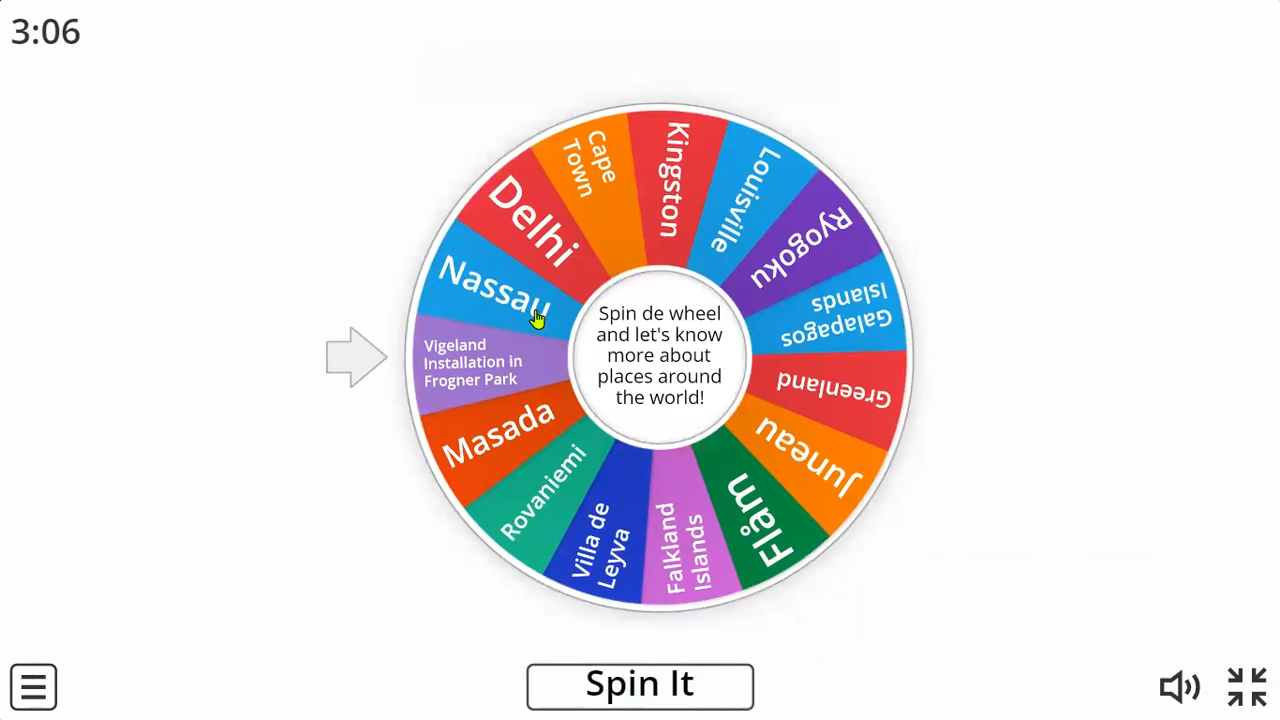 3:06
Cape
Town
Kingston
Louisville
Ryogoku
Galapagos
Islands
Greenland
Juneau
Flåm
Falkland
Islands
Villa de
Leyva
Rovaniemi
Masada
Vigeland
Installation in
Frogner Park
Nassau
Delhi
Spin de wheel
and let's know
more about
places around
the world!
Spin It